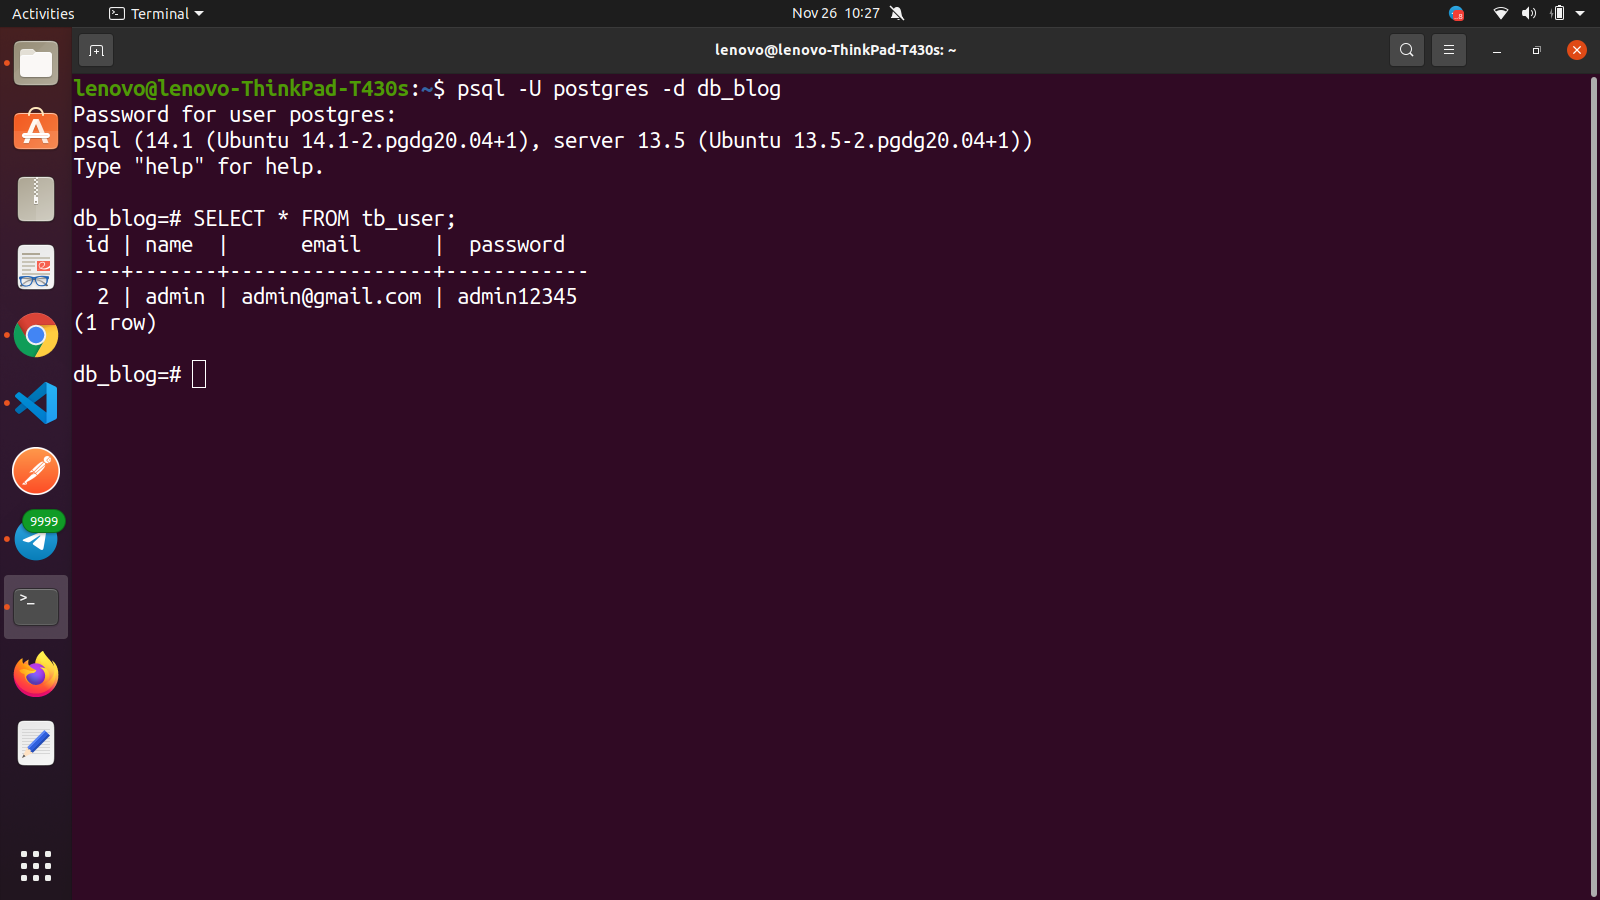 Activities
Terminal
Nov 26 10:27
lenovo@lenovo-ThinkPad-T430s: ~
lenovo@lenovo-ThinkPad-T430s:~$ psql -U postgres -d db_blog
Password for user postgres:
psql (14.1 (Ubuntu 14.1-2.pgdg20.04+1), server 13.5 (Ubuntu 13.5-2.pgdg20.04+1))
Type "help" for help.
db_blog=# SELECT * FROM tb_user;
 id | name  |      email      |  password
----+-------+-----------------+------------
  2 | admin | admin@gmail.com | admin12345
(1 row)
db_blog=#
9999